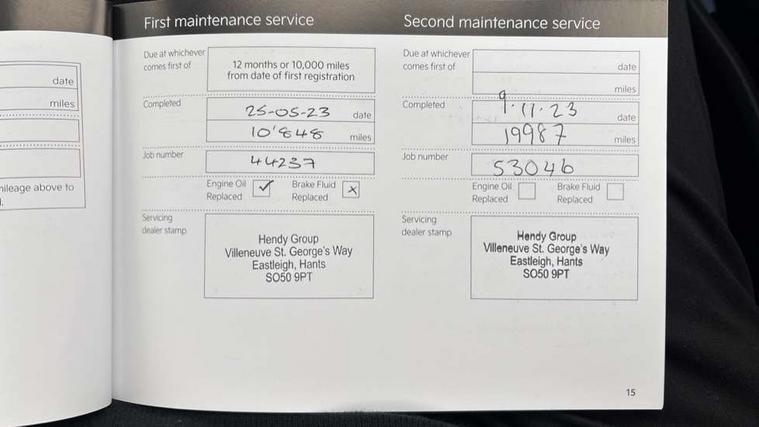 First maintenance service
Due at whichever
comes first of
12 months or 10,000 miles
from date of first registration
Completed
25-05-23 date
10'848 miles
Job number
44237
Engine Oil
Replaced
✓
Brake Fluid
Replaced
x
Servicing
dealer stamp
Hendy Group
Villeneuve St. George's Way
Eastleigh, Hants
SO50 9PT
Second maintenance service
Due at whichever
comes first of
date
miles
Completed
9.11.23 date
19987 miles
Job number
53046
Engine Oil
Replaced
Brake Fluid
Replaced
Servicing
dealer stamp
Hendy Group
Villeneuve St. George's Way
Eastleigh, Hants
SO50 9PT
15
date
miles
mileage above to